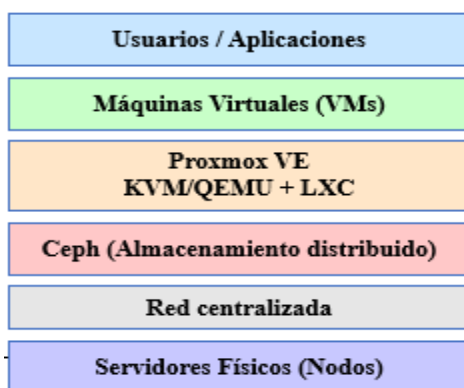 Usuarios / Aplicaciones
Máquinas Virtuales (VMs)
Proxmox VE
KVM/QEMU + LXC
Ceph (Almacenamiento distribuido)
Red centralizada
Servidores Físicos (Nodos)